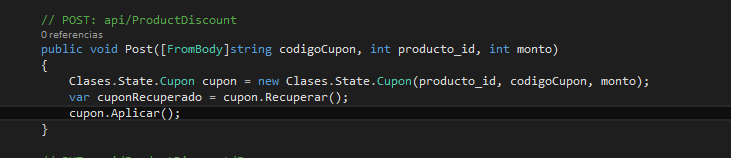 // POST: api/ProductDiscount
0 referencias
public void Post([FromBody]string codigoCupon, int producto_id, int monto)
{
Clases.State.Cupon cupon = new Clases.State.Cupon(producto_id, codigoCupon, monto);
var cuponRecuperado = cupon.Recuperar();
cupon.Aplicar();
}